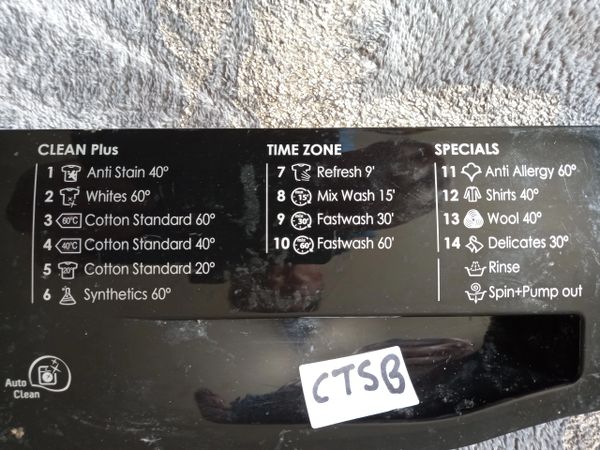 CLEAN Plus
1 Anti Stain 40°
2 Whites 60°
3 60°C Cotton Standard 60°
4 40°C Cotton Standard 40°
5 20° Cotton Standard 20°
6 Synthetics 60°
Auto
Clean
TIME ZONE
7 Refresh 9'
8 15' Mix Wash 15'
9 30' Fastwash 30'
10 60' Fastwash 60'
SPECIALS
11 Anti Allergy 60°
12 Shirts 40°
13 Wool 40°
14 Delicates 30°
Rinse
Spin+Pump out
CTSB